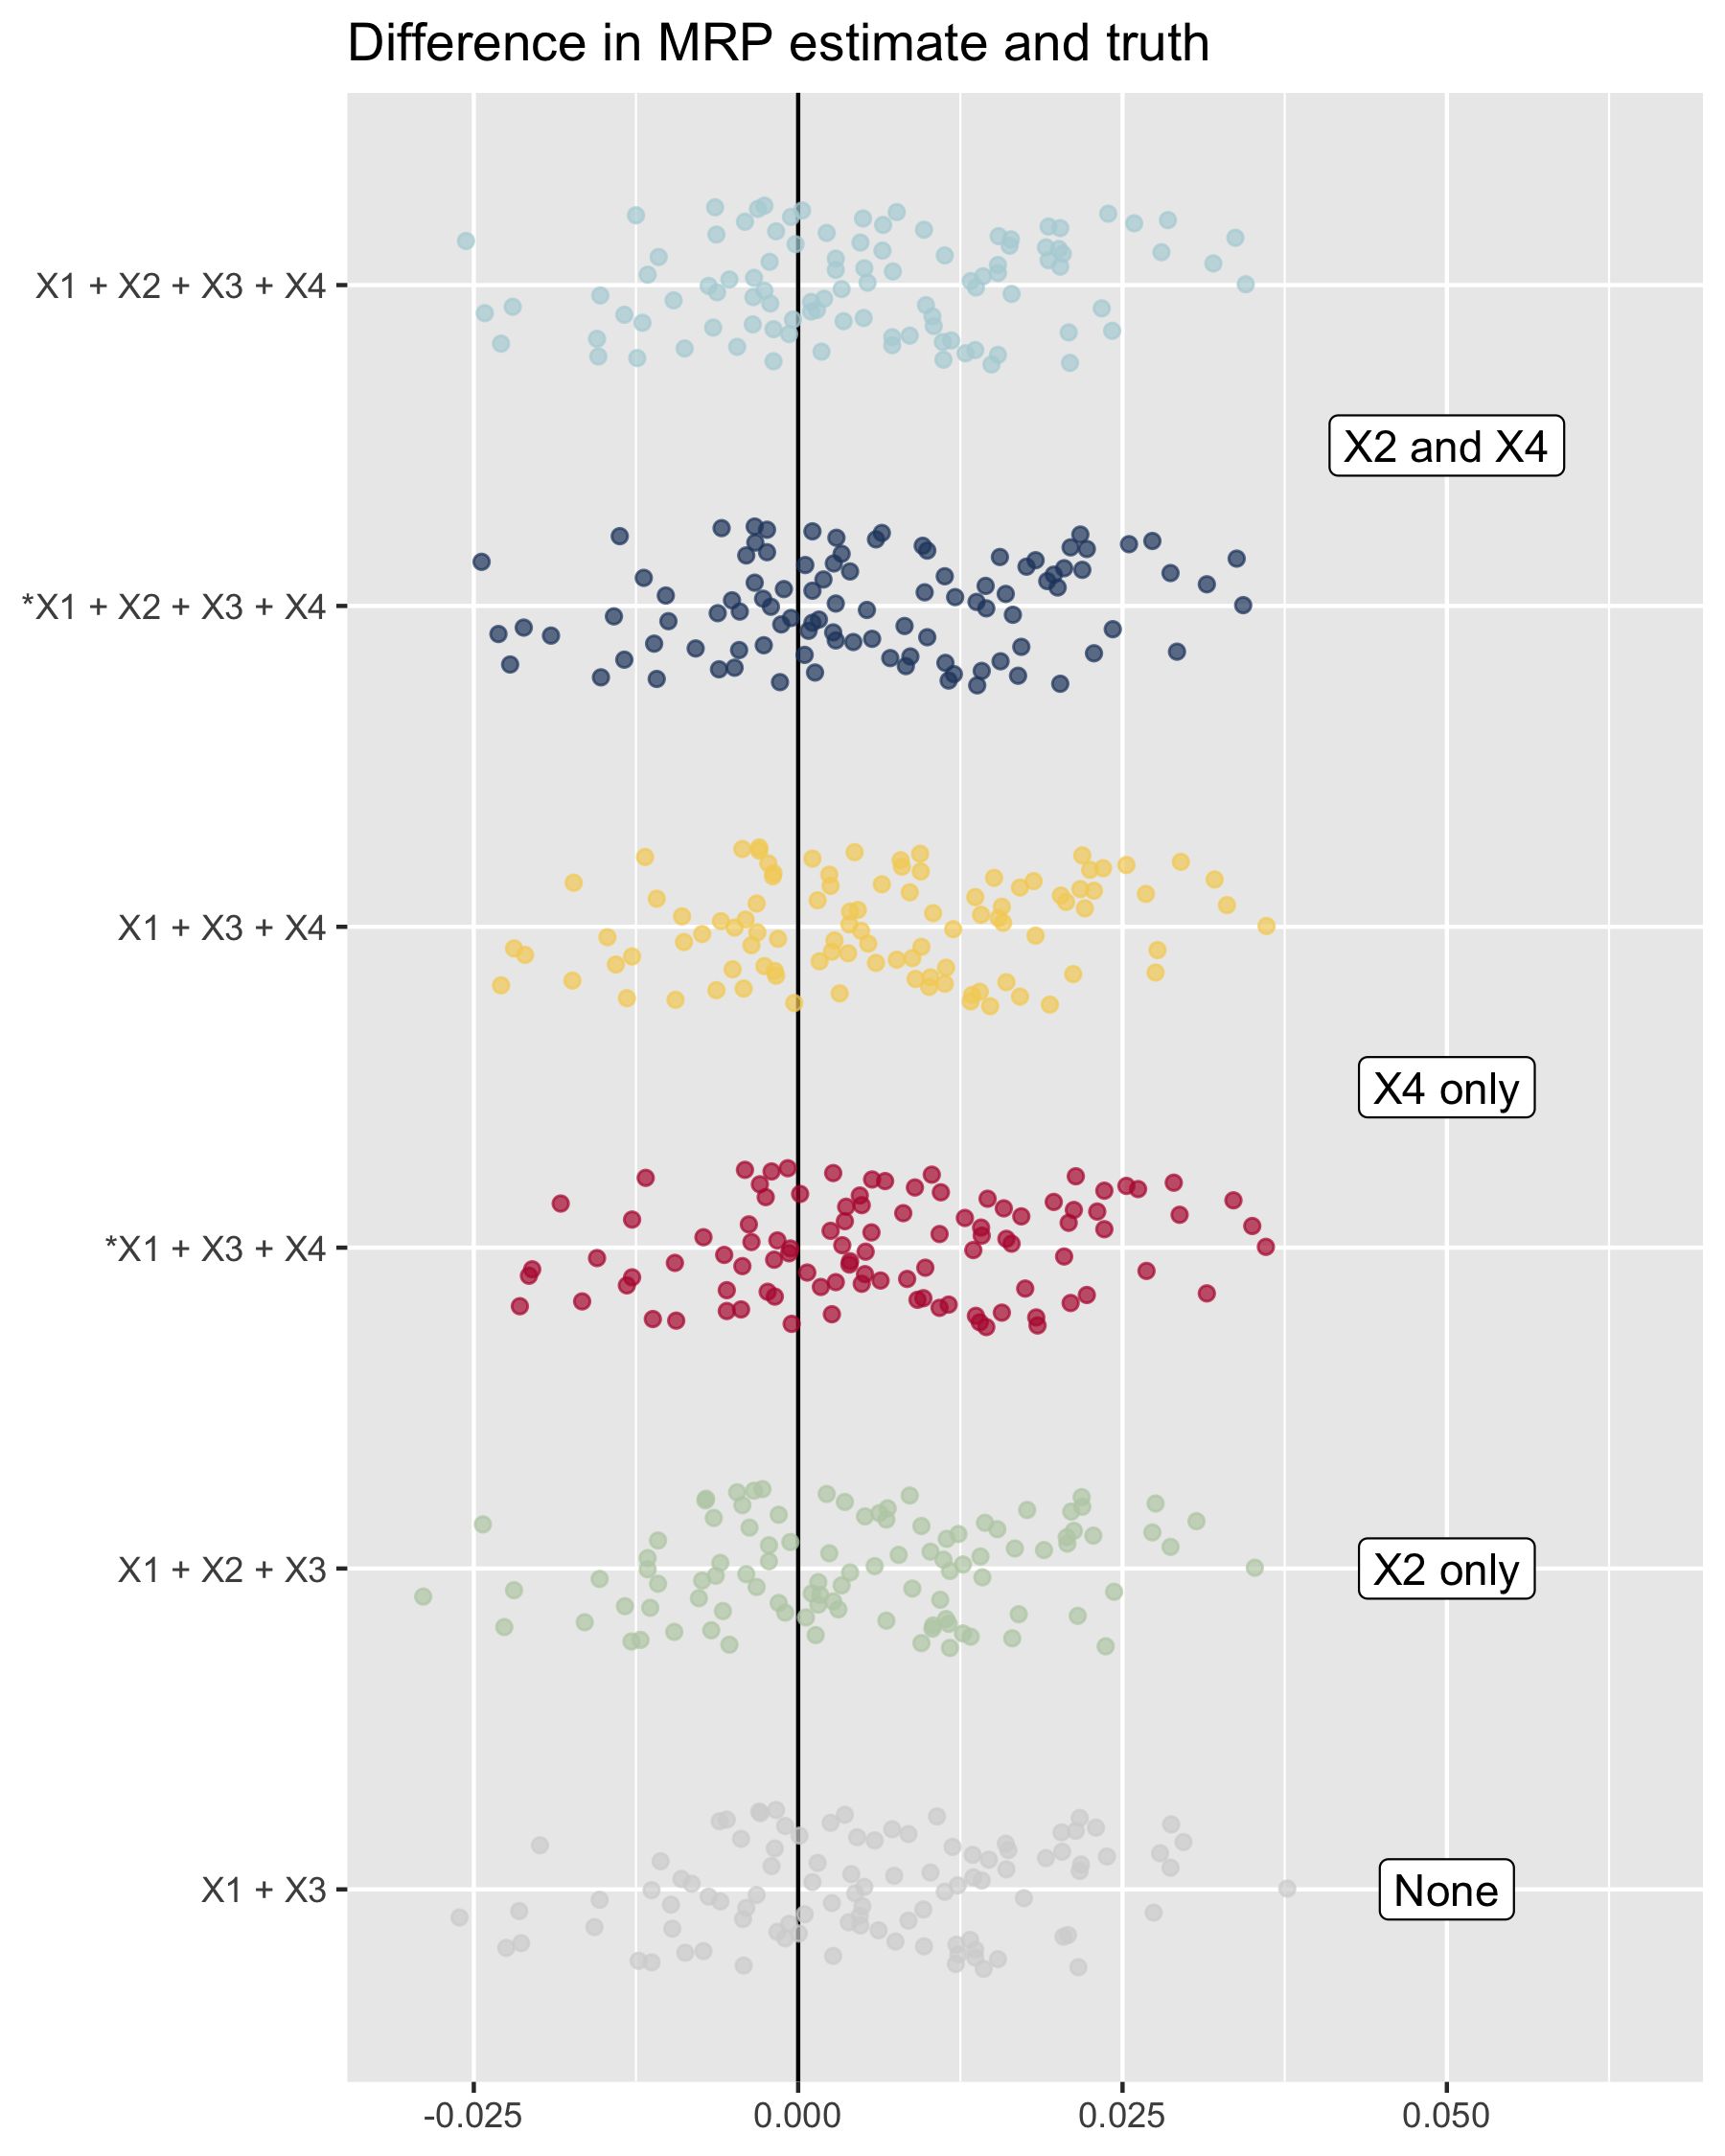 Difference in MRP estimate and truth
X1 + X2 + X3 + X4
X2 and X4
*X1 + X2 + X3 + X4
X1 + X3 + X4
X4 only
*X1 + X3 + X4
X1 + X2 + X3
X2 only
X1 + X3
None
-0.025 0.000 0.025 0.050